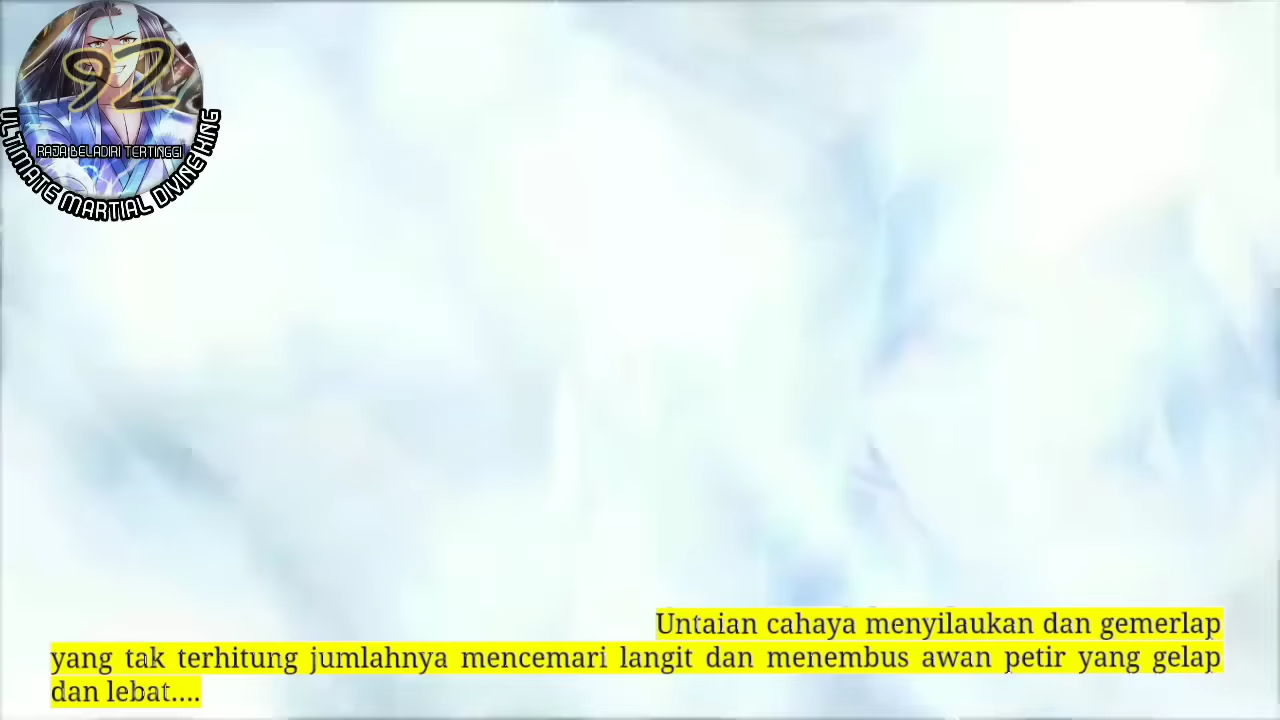 92
RAJA BELADIRI TERTINGGI
ULTIMATE MARTIAL DIVINE KING
Untaian cahaya menyilaukan dan gemerlap
yang tak terhitung jumlahnya mencemari langit dan menembus awan petir yang gelap
dan lebat....